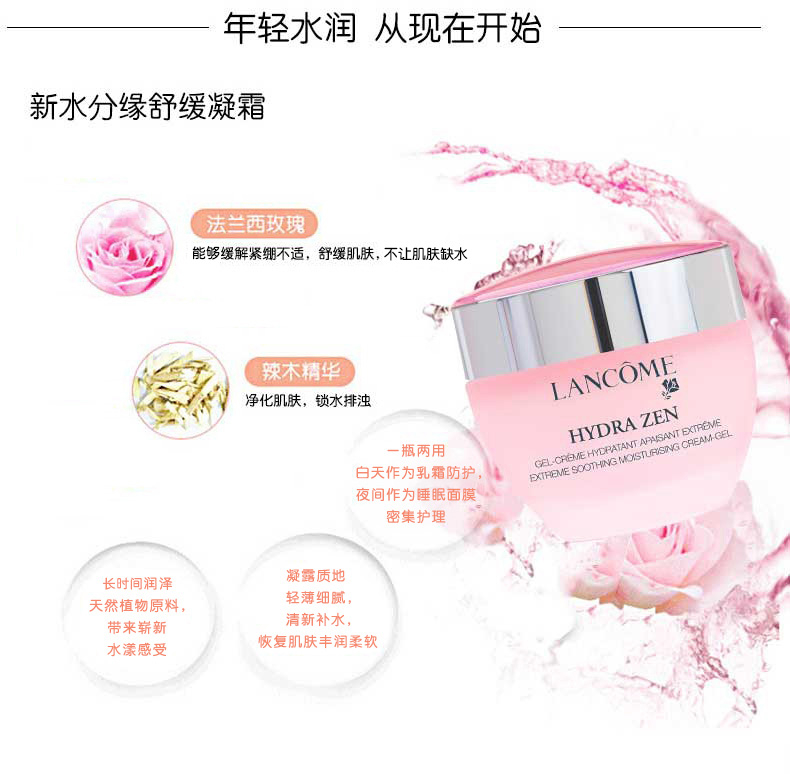 年轻水润 从现在开始
新水分缘舒缓凝霜
法兰西玫瑰
能够缓解紧绷不适，舒缓肌肤，不让肌肤缺水
辣木精华
净化肌肤，锁水排浊
LANCÔME
HYDRA ZEN
GEL-CRÈME HYDRATANT APAISANT EXTRÊME
EXTREME SOOTHING MOISTURISING CREAM-GEL
一瓶两用
白天作为乳霜防护，
夜间作为睡眠面膜
密集护理
长时间润泽
天然植物原料，
带来崭新
水漾感受
凝露质地
轻薄细腻，
清新补水，
恢复肌肤丰润柔软